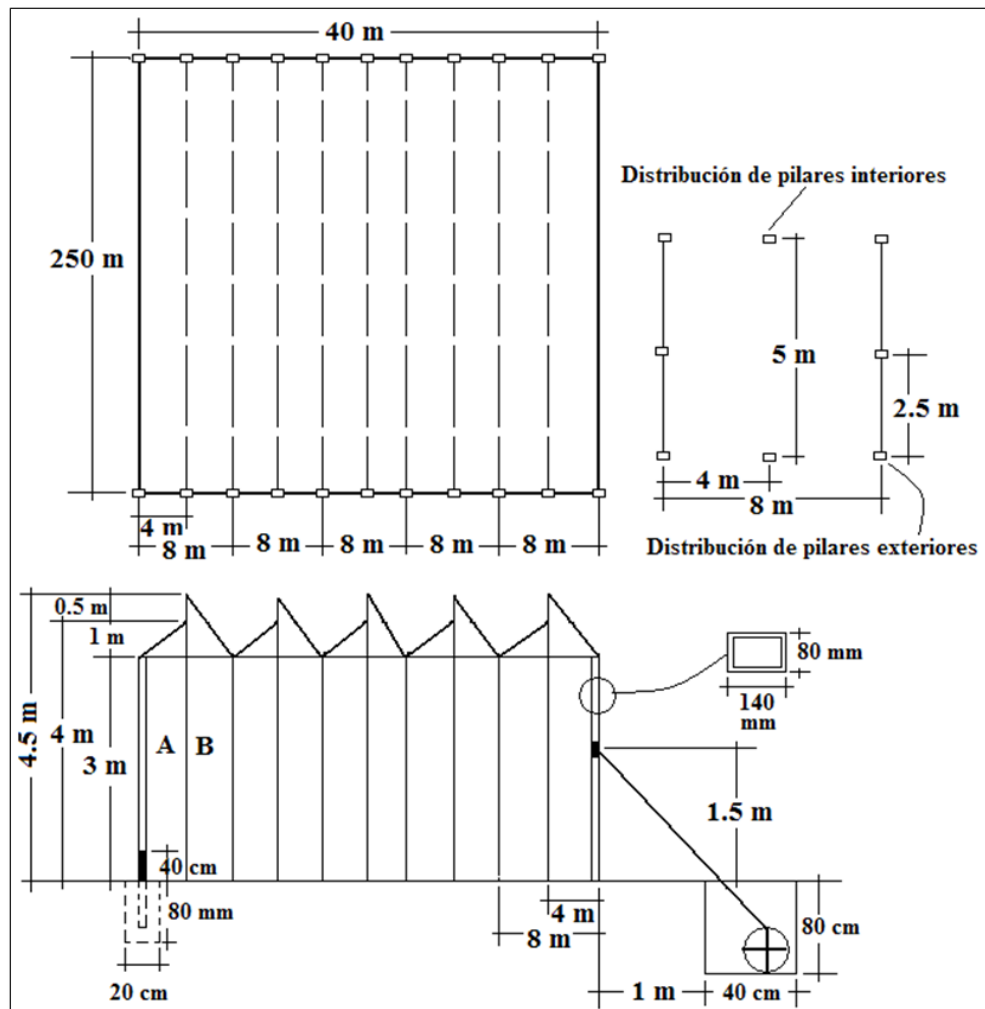 40 m
250 m
4 m
8 m
8 m
8 m
8 m
8 m
Distribución de pilares interiores
5 m
2.5 m
4 m
8 m
Distribución de pilares exteriores
0.5 m
1 m
4.5 m
4 m
3 m
A
B
40 cm
80 mm
20 cm
4 m
8 m
80 mm
140
mm
1.5 m
80 cm
1 m
40 cm